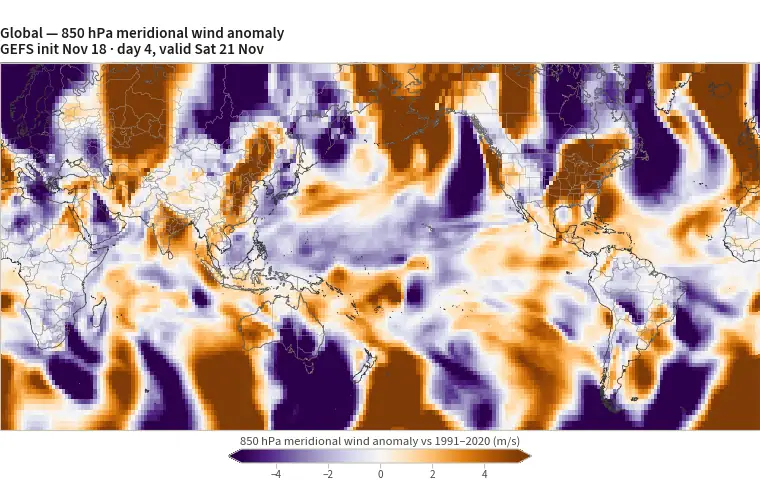 Global — 850 hPa meridional wind anomaly
GEFS init Nov 18 · day 4, valid Sat 21 Nov
850 hPa meridional wind anomaly vs 1991–2020 (m/s)
−4 −2 0 2 4